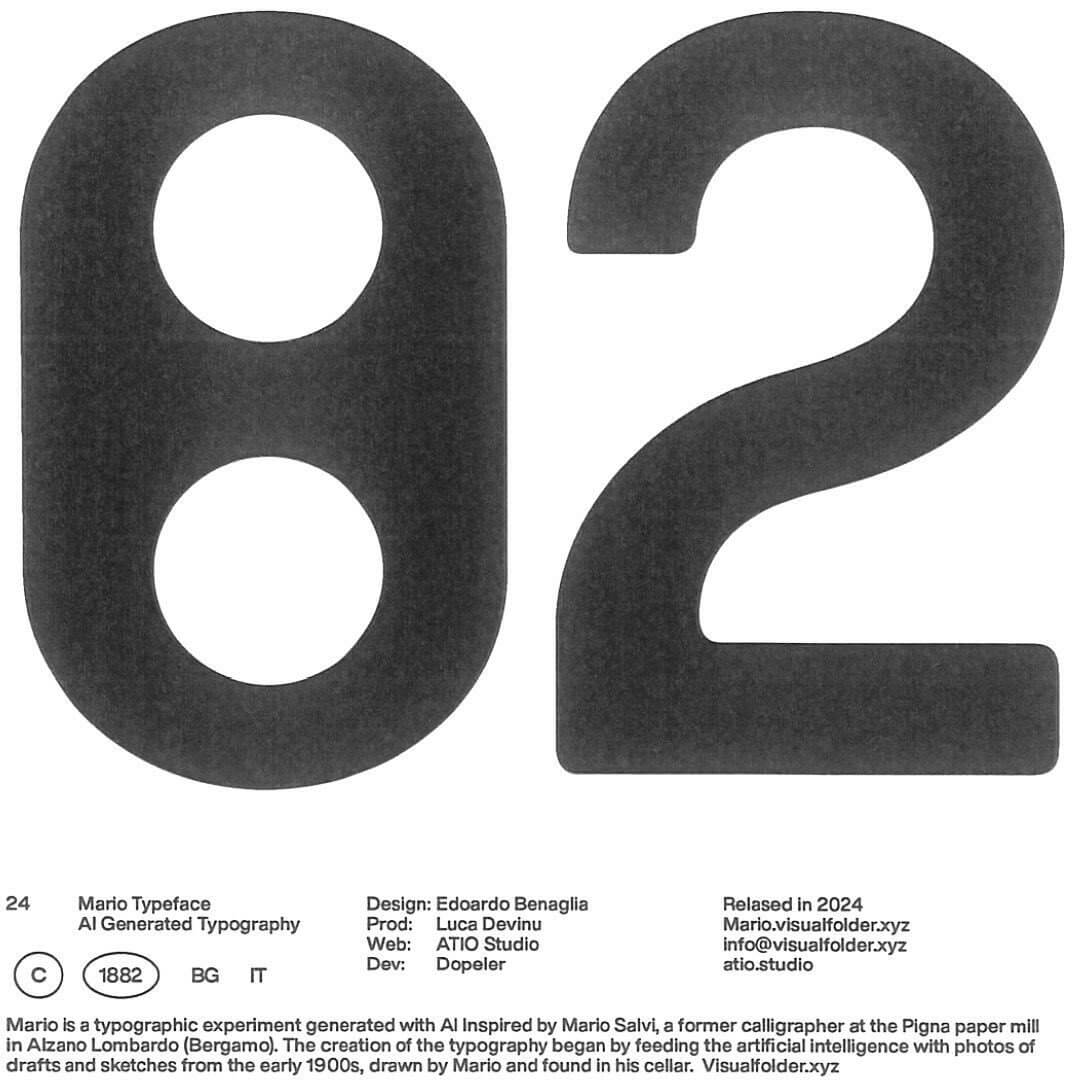 82
24
Mario Typeface
AI Generated Typography
C 1882 BG IT
Design: Edoardo Benaglia
Prod: Luca Devinu
Web: ATIO Studio
Dev: Dopeler
Relased in 2024
Mario.visualfolder.xyz
info@visualfolder.xyz
atio.studio
Mario is a typographic experiment generated with AI Inspired by Mario Salvi, a former calligrapher at the Pigna paper mill
in Alzano Lombardo (Bergamo). The creation of the typography began by feeding the artificial intelligence with photos of
drafts and sketches from the early 1900s, drawn by Mario and found in his cellar. Visualfolder.xyz